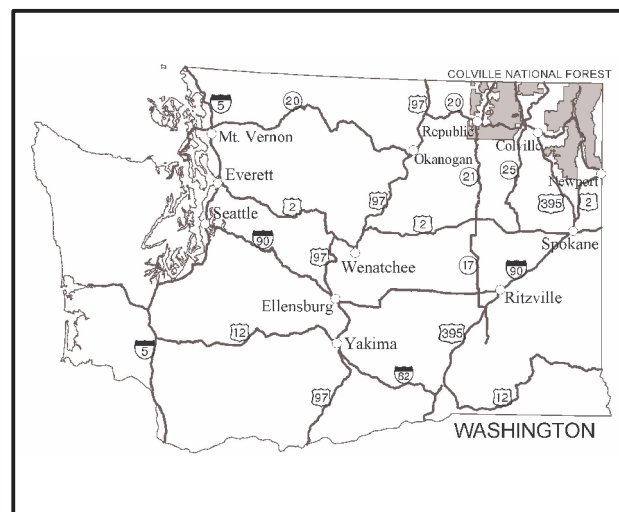 COLVILLE NATIONAL FOREST
5
20
97
20
Mt. Vernon
Republic
Colville
Okanogan
21
25
Everett
Newport
2
97
395
2
Seattle
2
90
Spokane
97
Wenatchee
17
90
Ellensburg
Ritzville
12
395
5
Yakima
82
97
12
WASHINGTON